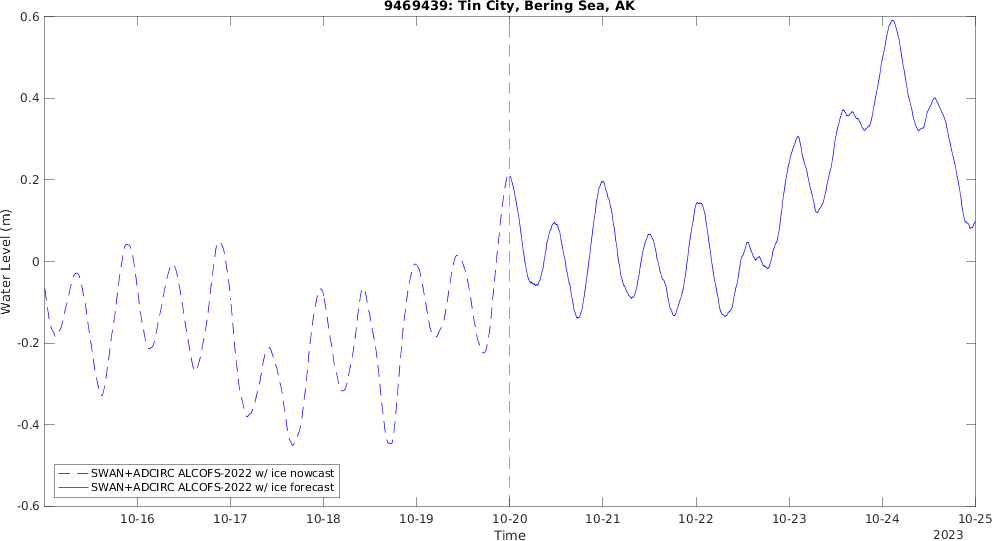 9469439: Tin City, Bering Sea, AK
0.6
0.4
0.2
0
-0.2
-0.4
-0.6
Water Level (m)
SWAN+ADCIRC ALCOFS-2022 w/ ice nowcast
SWAN+ADCIRC ALCOFS-2022 w/ ice forecast
10-16 10-17 10-18 10-19 10-20 10-21 10-22 10-23 10-24 10-25
Time
2023